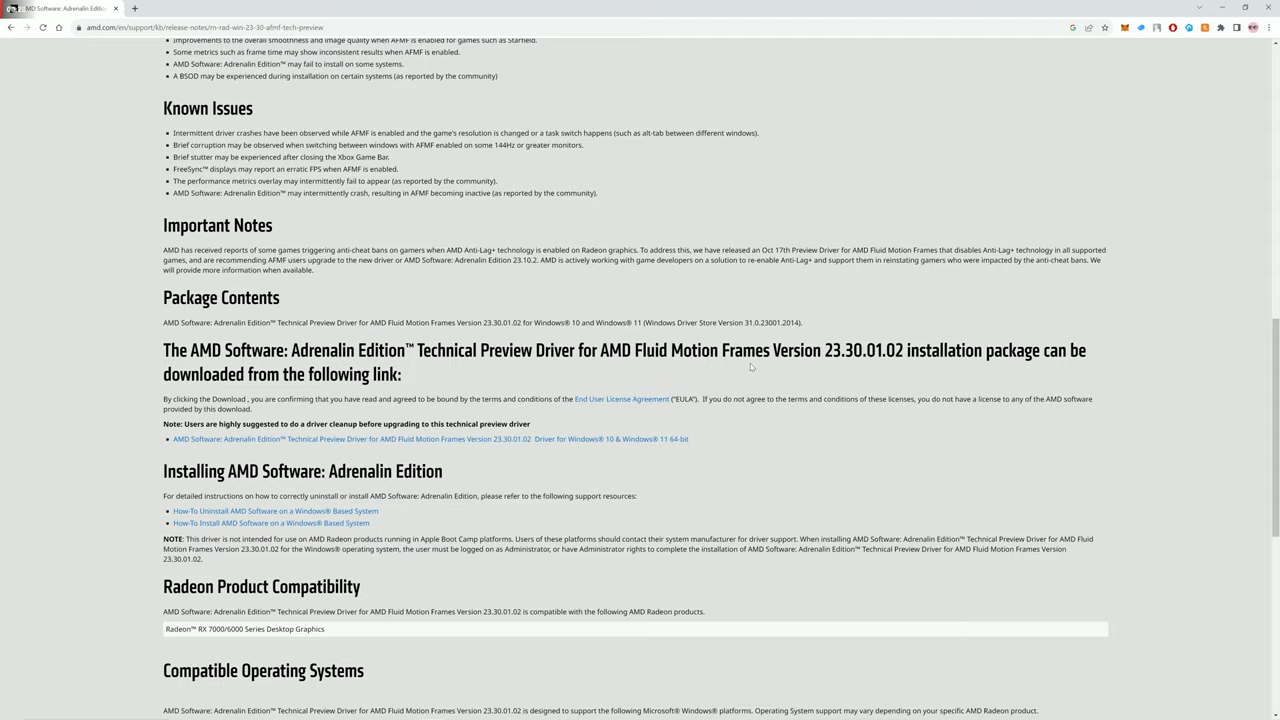 AMD Software: Adrenalin Edition™
amd.com/en/support/kb/release-notes/rn-rad-win-23-30-afmf-tech-preview
Improvements to the overall smoothness and image quality when AFMF is enabled for games such as Starfield.
Some metrics such as frame time may show inconsistent results when AFMF is enabled.
AMD Software: Adrenalin Edition™ may fail to install on some systems.
A BSOD may be experienced during installation on certain systems (as reported by the community)
Known Issues
Intermittent driver crashes have been observed while AFMF is enabled and the game's resolution is changed or a task switch happens (such as alt-tab between different windows).
Brief corruption may be observed when switching between windows with AFMF enabled on some 144Hz or greater monitors.
Brief stutter may be experienced after closing the Xbox Game Bar.
FreeSync™ displays may report an erratic FPS when AFMF is enabled.
The performance metrics overlay may intermittently fail to appear (as reported by the community).
AMD Software: Adrenalin Edition™ may intermittently crash, resulting in AFMF becoming inactive (as reported by the community).
Important Notes
AMD has received reports of some games triggering anti-cheat bans on gamers when AMD Anti-Lag+ technology is enabled on Radeon graphics. To address this, we have released an Oct 17th Preview Driver for AMD Fluid Motion Frames that disables Anti-Lag+ technology in all supported
games, and are recommending AFMF users upgrade to the new driver or AMD Software: Adrenalin Edition 23.10.2. AMD is actively working with game developers on a solution to re-enable Anti-Lag+ and support them in reinstating gamers who were impacted by the anti-cheat bans. We
will provide more information when available.
Package Contents
AMD Software: Adrenalin Edition™ Technical Preview Driver for AMD Fluid Motion Frames Version 23.30.01.02 for Windows® 10 and Windows® 11 (Windows Driver Store Version 31.0.23001.2014).
The AMD Software: Adrenalin Edition™ Technical Preview Driver for AMD Fluid Motion Frames Version 23.30.01.02 installation package can be
downloaded from the following link:
By clicking the Download , you are confirming that you have read and agreed to be bound by the terms and conditions of the End User License Agreement ("EULA").  If you do not agree to the terms and conditions of these licenses, you do not have a license to any of the AMD software
provided by this download.
Note: Users are highly suggested to do a driver cleanup before upgrading to this technical preview driver
AMD Software: Adrenalin Edition™ Technical Preview Driver for AMD Fluid Motion Frames Version 23.30.01.02  Driver for Windows® 10 & Windows® 11 64-bit
Installing AMD Software: Adrenalin Edition
For detailed instructions on how to correctly uninstall or install AMD Software: Adrenalin Edition, please refer to the following support resources:
How-To Uninstall AMD Software on a Windows® Based System
How-To Install AMD Software on a Windows® Based System
NOTE: This driver is not intended for use on AMD Radeon products running in Apple Boot Camp platforms. Users of these platforms should contact their system manufacturer for driver support. When installing AMD Software: Adrenalin Edition™ Technical Preview Driver for AMD Fluid
Motion Frames Version 23.30.01.02 for the Windows® operating system, the user must be logged on as Administrator, or have Administrator rights to complete the installation of AMD Software: Adrenalin Edition™ Technical Preview Driver for AMD Fluid Motion Frames Version
23.30.01.02.
Radeon Product Compatibility
AMD Software: Adrenalin Edition™ Technical Preview Driver for AMD Fluid Motion Frames Version 23.30.01.02 is compatible with the following AMD Radeon products.
Radeon™ RX 7000/6000 Series Desktop Graphics
Compatible Operating Systems
AMD Software: Adrenalin Edition™ Technical Preview Driver for AMD Fluid Motion Frames Version 23.30.01.02 is designed to support the following Microsoft® Windows® platforms. Operating System support may vary depending on your specific AMD Radeon product.